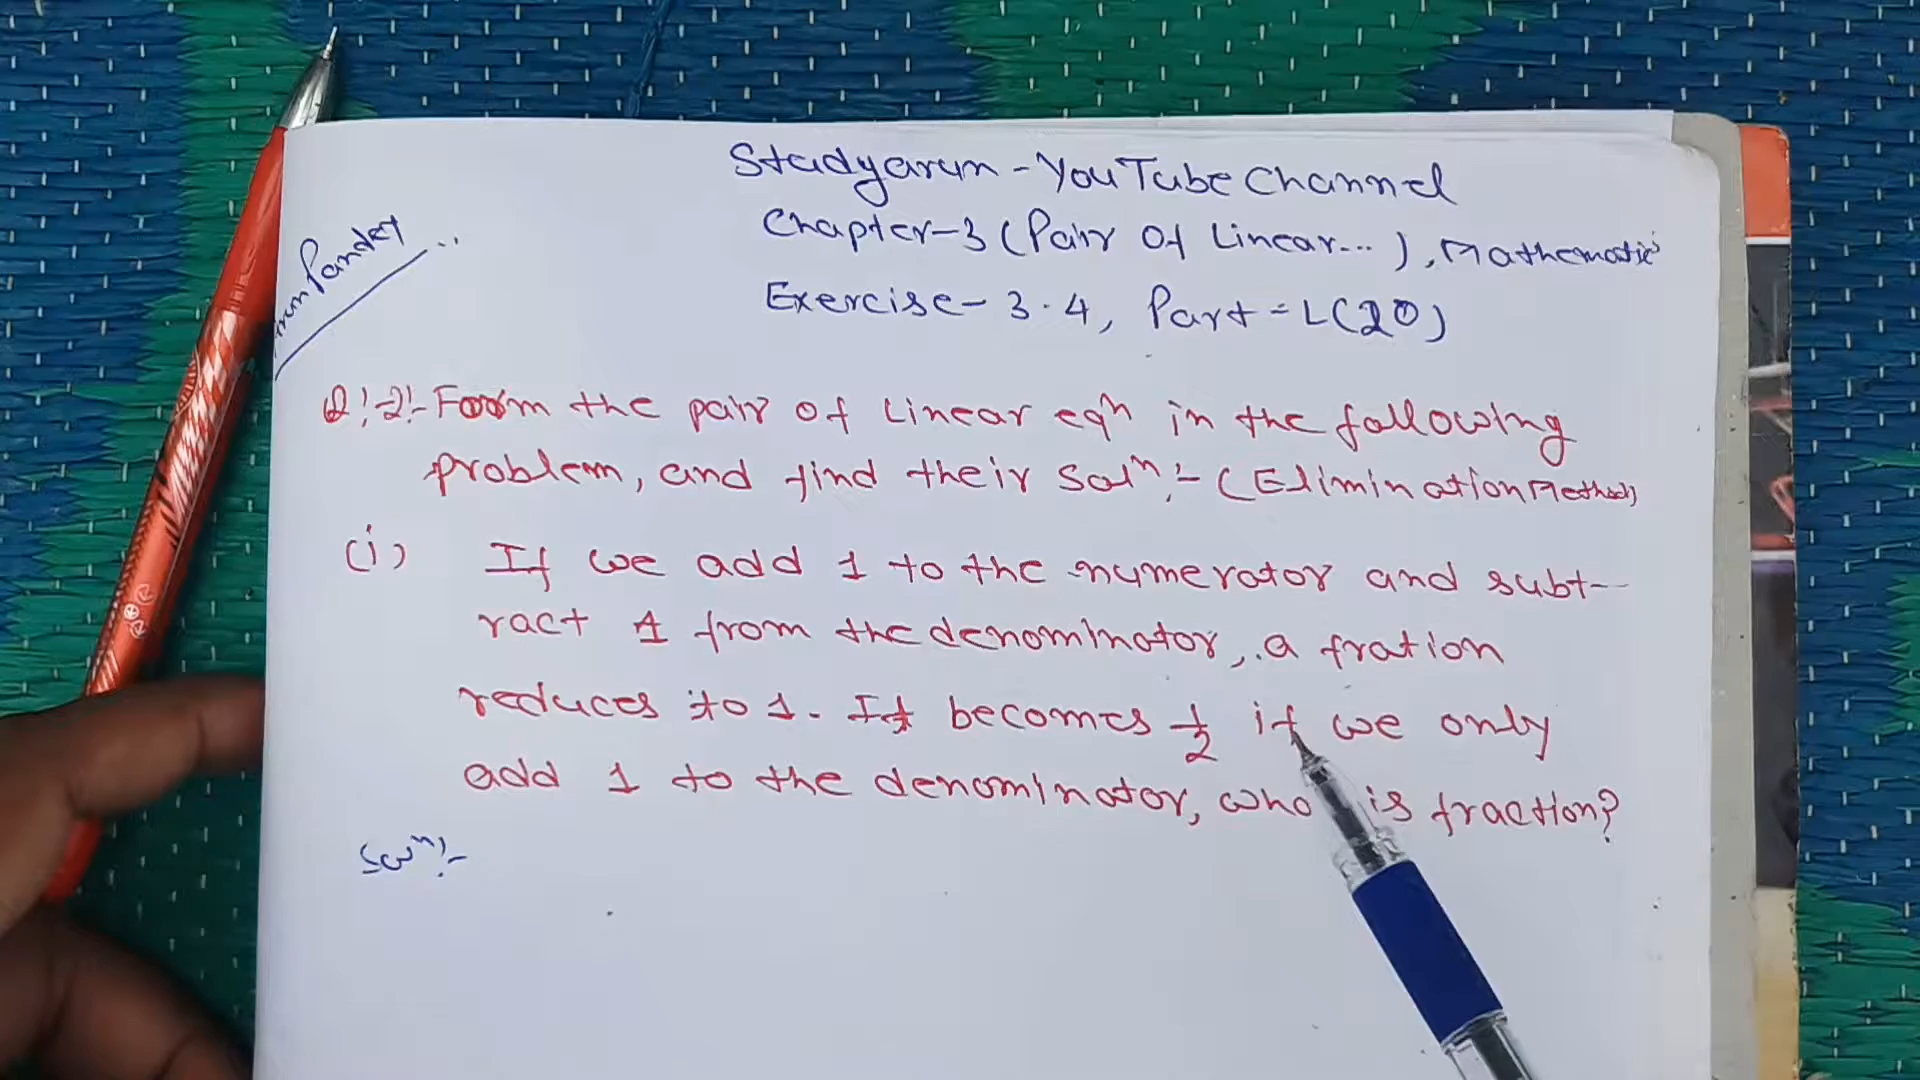 Studyarun - YouTube Channel
Chapter-3 (Pair Of Linear...), Mathematics
Exercise- 3.4, Part = L(20)
Pandey
Q!-2!- Form the pair of Linear eqn in the following
problem, and find their Soln!- (Elimination Method)
(i) If we add 1 to the numerator and subt-
ract 1 from the denominator, a fration
reduces to 1. It becomes 1/2 if we only
add 1 to the denominator, who is fraction?
Soln!-